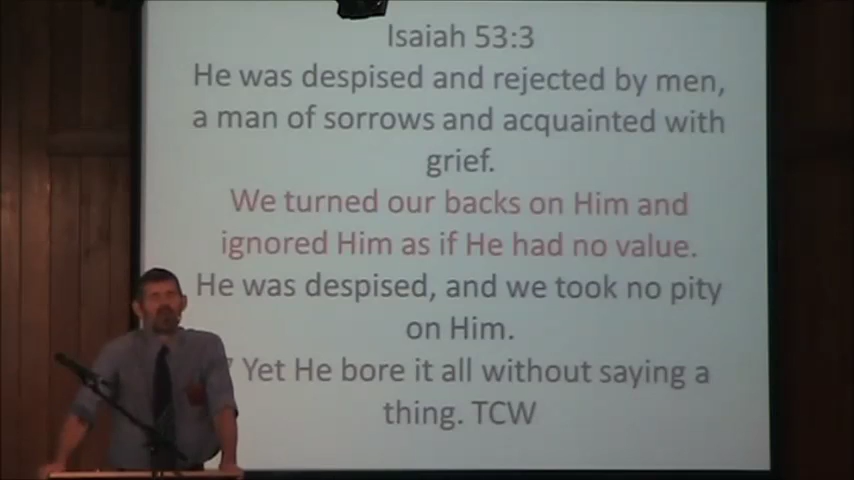 Isaiah 53:3
He was despised and rejected by men,
a man of sorrows and acquainted with
grief.
We turned our backs on Him and
ignored Him as if He had no value.
He was despised, and we took no pity
on Him.
7 Yet He bore it all without saying a
thing. TCW